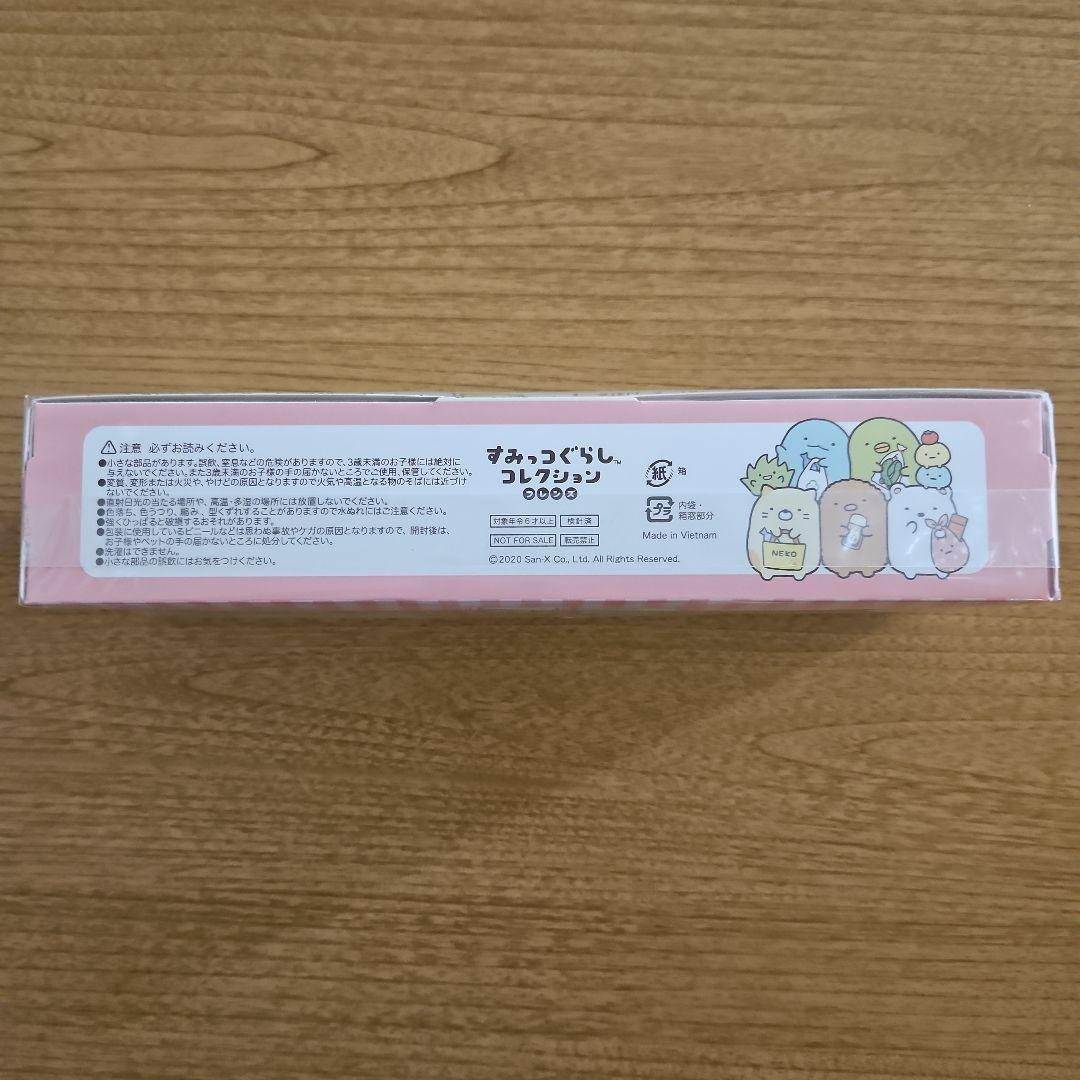 注意 必ずお読みください。
●小さな部品があります。誤飲、窒息などの危険がありますので、3歳未満のお子様には絶対に
与えないでください。また3歳未満のお子様の手の届かないところでご使用、保管してください。
●変質、変形または火災や、やけどの原因となりますので火気や高温となる物のそばには近づけ
ないでください。
●直射日光の当たる場所や、高温・多湿の場所には放置しないでください。
●色落ち、色うつり、縮み、型くずれすることがありますので水ぬれにはご注意ください。
●強くひっぱると破損するおそれがあります。
●包装に使用しているビニールなどは思わぬ事故やケガの原因となりますので、開封後は、
お子様やペットの手の届かないところに処分してください。
●洗濯はできません。
●小さな部品の誤飲にはお気をつけください。
すみっコぐらし™
コレクション
フレンズ
対象年令6才以上 検針済
NOT FOR SALE 転売禁止
©2020 San-X Co., Ltd. All Rights Reserved.
紙 箱
プラ 内袋・
箱窓部分
Made in Vietnam
NEKO